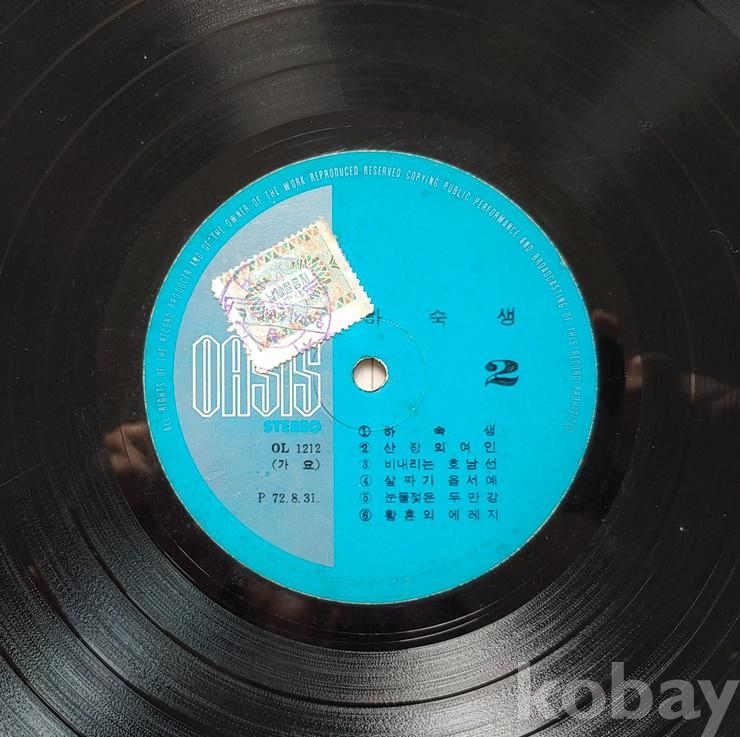 ALL RIGHTS OF THE RECORD PRODUCER AND OF THE OWNER OF THE WORK REPRODUCED RESERVED COPYING PUBLIC PERFORMANCE AND BROADCASTING OF THIS RECORD PROHIBITED
하 숙 생
2
OASIS
STEREO
OL 1212
(가 요)
P 72.8.31.
① 하 숙 생
② 산 장 의 여 인
③ 비내리는 호남선
④ 살 짜 기 옵 서 예
⑤ 눈물젖은 두 만 강
⑥ 황 혼 의 에 레 지
kobay